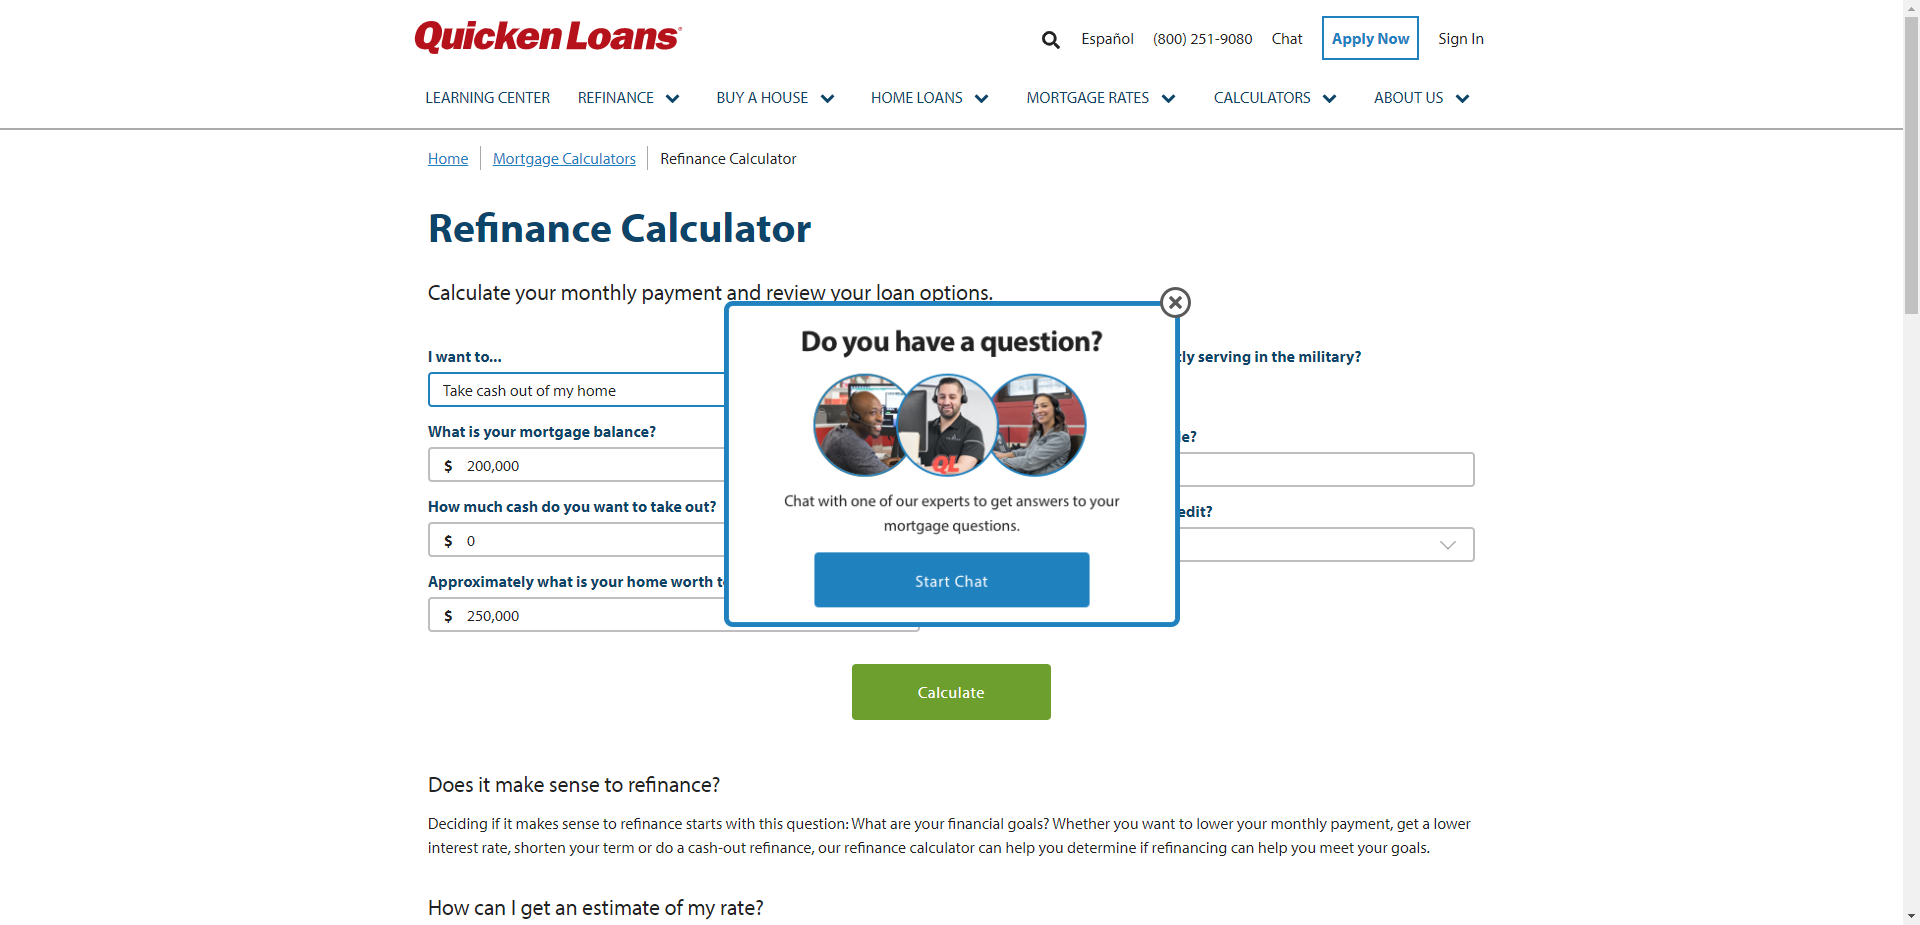 Quicken Loans
Español (800) 251-9080 Chat Apply Now Sign In
LEARNING CENTER REFINANCE BUY A HOUSE HOME LOANS MORTGAGE RATES CALCULATORS ABOUT US
Home Mortgage Calculators Refinance Calculator
Refinance Calculator
Calculate your monthly payment and review your loan options.
I want to...
Take cash out of my home
What is your mortgage balance?
$ 200,000
How much cash do you want to take out?
$ 0
Approximately what is your home worth
$ 250,000
serving in the military?
Do you have a question?
QL
Chat with one of our experts to get answers to your
mortgage questions.
Start Chat
Calculate
Does it make sense to refinance?
Deciding if it makes sense to refinance starts with this question: What are your financial goals? Whether you want to lower your monthly payment, get a lower
interest rate, shorten your term or do a cash-out refinance, our refinance calculator can help you determine if refinancing can help you meet your goals.
How can I get an estimate of my rate?